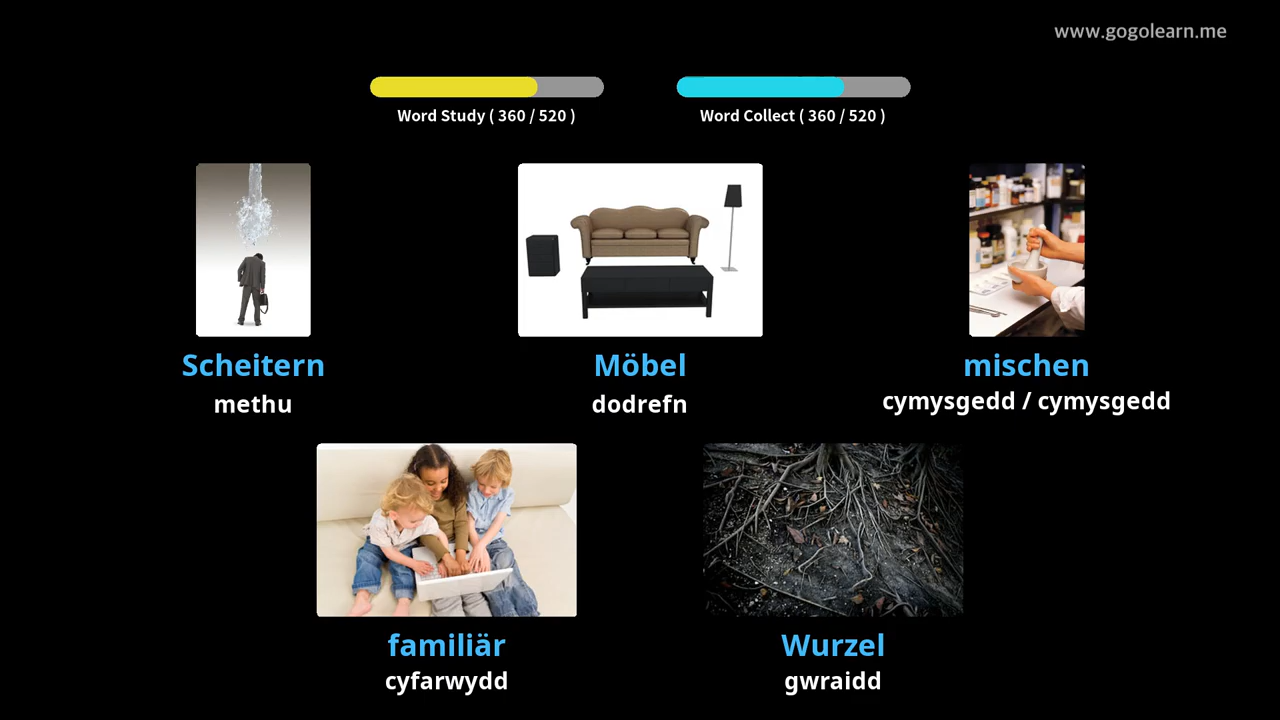 www.gogolearn.me
Word Study ( 360 / 520 )
Word Collect ( 360 / 520 )
Scheitern
methu
Möbel
dodrefn
mischen
cymysgedd / cymysgedd
familiär
cyfarwydd
Wurzel
gwraidd